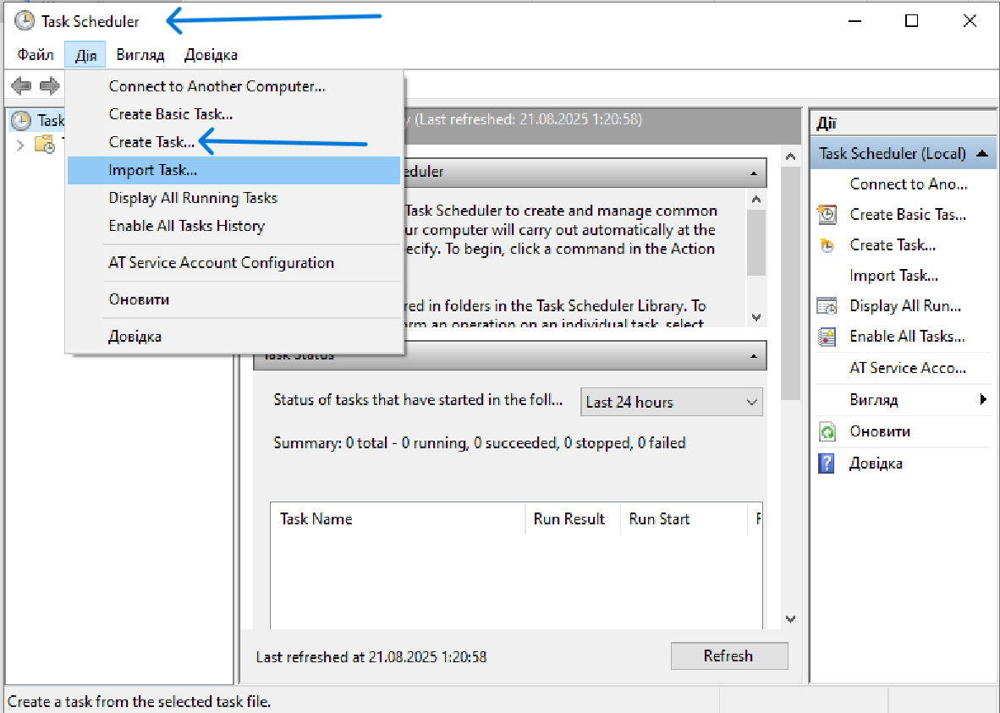 Task Scheduler
Файл Дія Вигляд Довідка
Connect to Another Computer...
Create Basic Task...
Create Task...
Import Task...
Display All Running Tasks
Enable All Tasks History
AT Service Account Configuration
Оновити
Довідка
Task
(Last refreshed: 21.08.2025 1:20:58)
Task Scheduler to create and manage common
computer will carry out automatically at the
To begin, click a command in the Action
in folders in the Task Scheduler Library. To
an operation on an individual task, select
Task Status
Status of tasks that have started in the foll...
Last 24 hours
Summary: 0 total - 0 running, 0 succeeded, 0 stopped, 0 failed
Task Name Run Result Run Start
Last refreshed at 21.08.2025 1:20:58
Refresh
Дії
Task Scheduler (Local)
Connect to Ano...
Create Basic Tas...
Create Task...
Import Task...
Display All Run...
Enable All Tasks...
AT Service Acco...
Вигляд
Оновити
Довідка
Create a task from the selected task file.